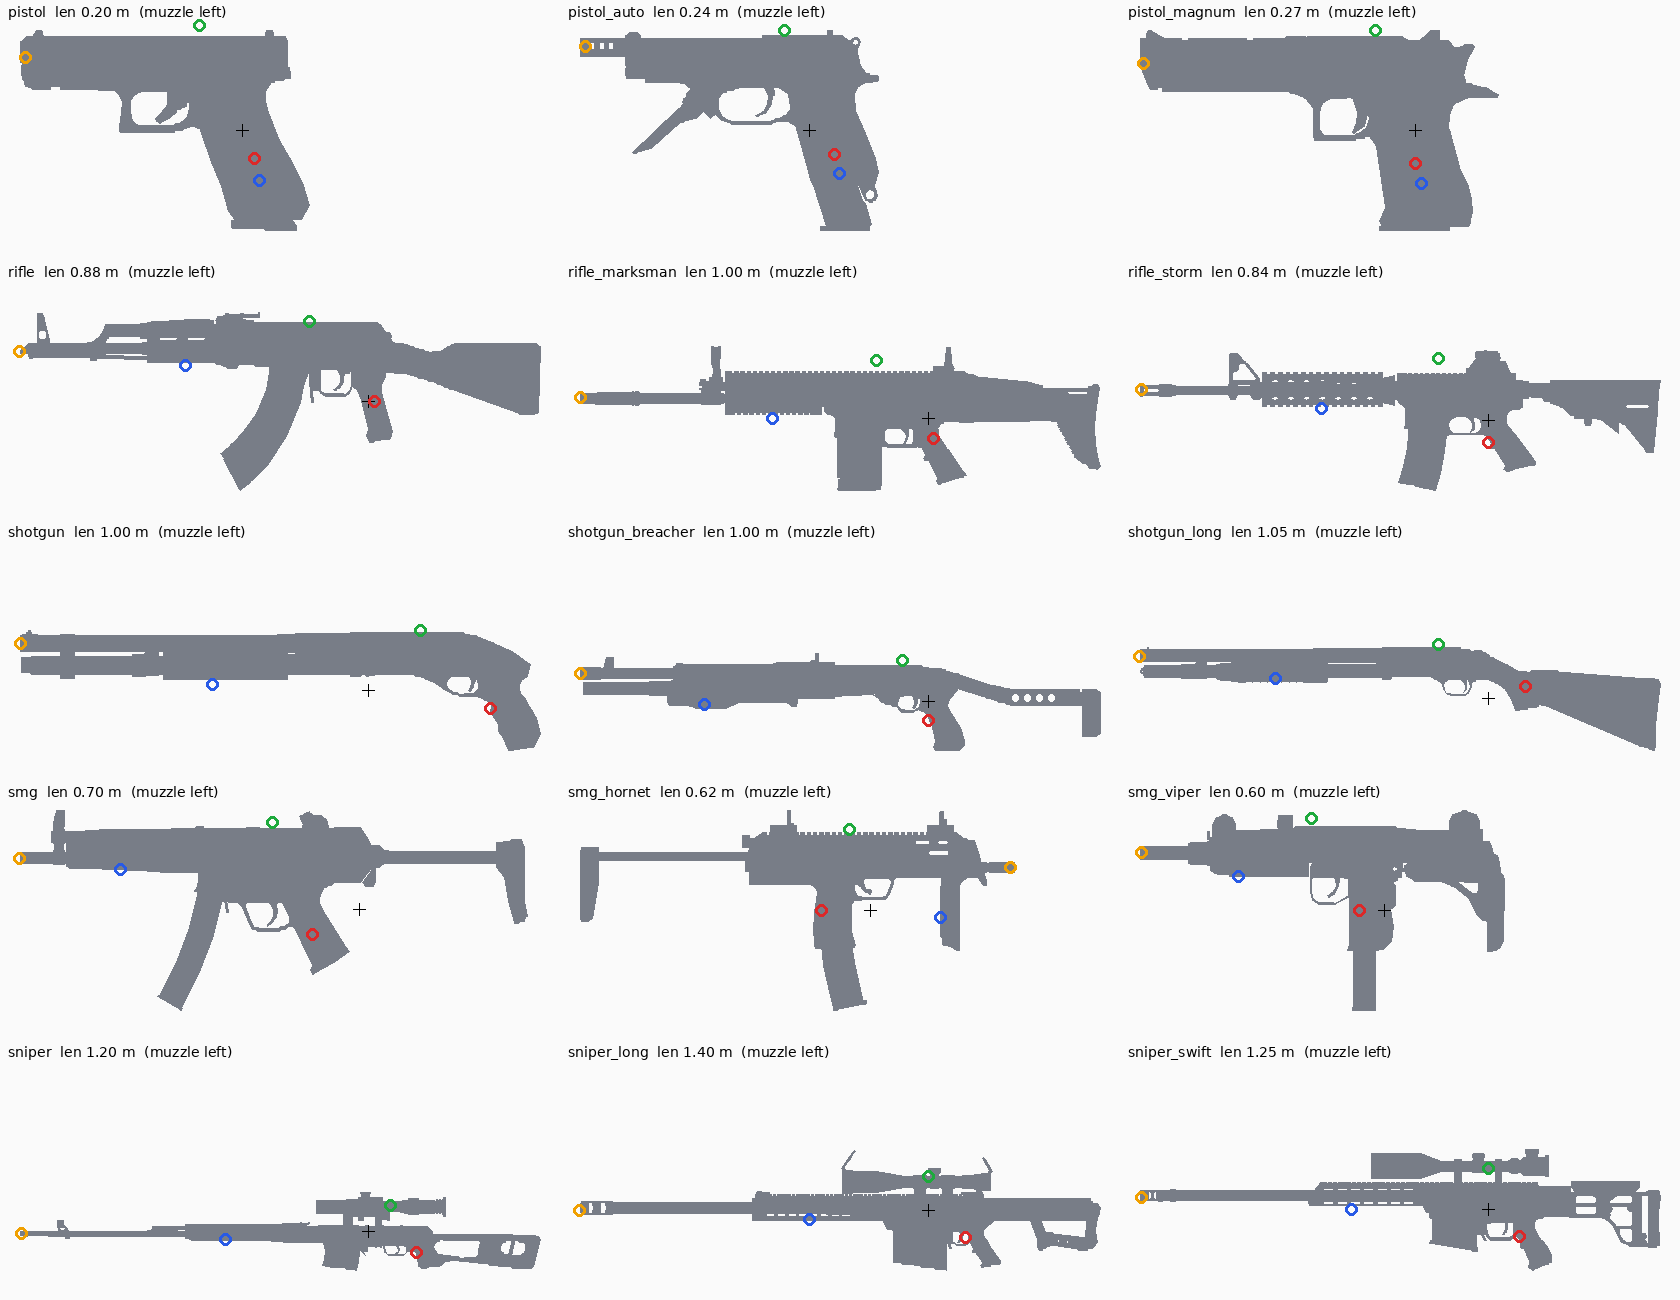 pistol  len 0.20 m  (muzzle left)
pistol_auto  len 0.24 m  (muzzle left)
pistol_magnum  len 0.27 m  (muzzle left)
rifle  len 0.88 m  (muzzle left)
rifle_marksman  len 1.00 m  (muzzle left)
rifle_storm  len 0.84 m  (muzzle left)
shotgun  len 1.00 m  (muzzle left)
shotgun_breacher  len 1.00 m  (muzzle left)
shotgun_long  len 1.05 m  (muzzle left)
smg  len 0.70 m  (muzzle left)
smg_hornet  len 0.62 m  (muzzle left)
smg_viper  len 0.60 m  (muzzle left)
sniper  len 1.20 m  (muzzle left)
sniper_long  len 1.40 m  (muzzle left)
sniper_swift  len 1.25 m  (muzzle left)